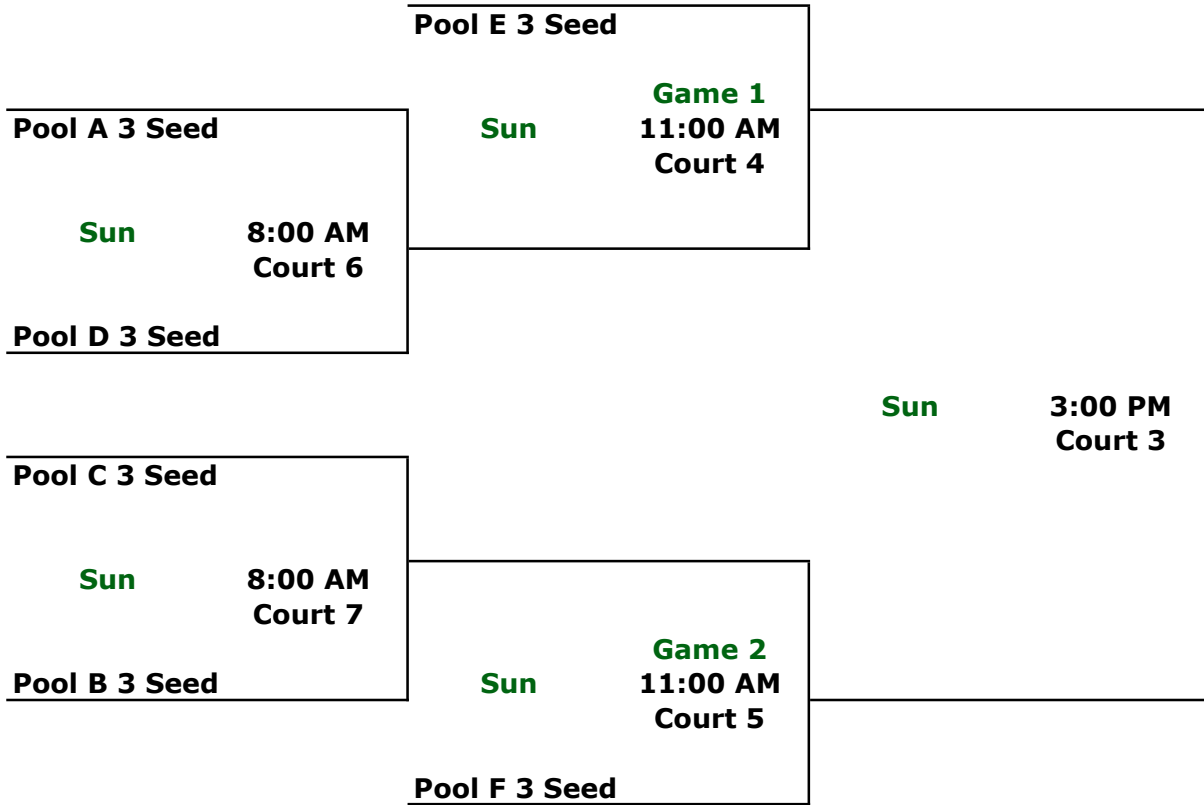 Pool E 3 Seed
Game 1
Pool A 3 Seed
Sun 11:00 AM
Court 4
Sun 8:00 AM
Court 6
Pool D 3 Seed
Sun 3:00 PM
Court 3
Pool C 3 Seed
Sun 8:00 AM
Court 7
Game 2
Pool B 3 Seed
Sun 11:00 AM
Court 5
Pool F 3 Seed